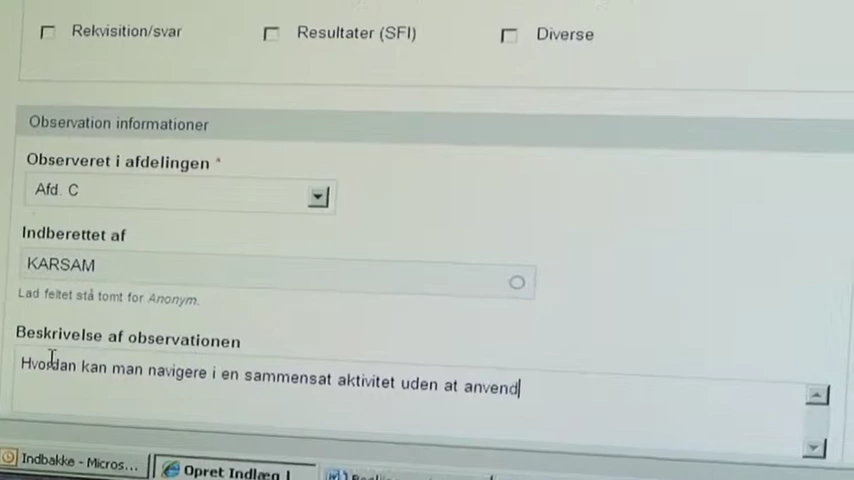 Rekvisition/svar
Resultater (SFI)
Diverse
Observation informationer
Observeret i afdelingen *
Afd. C
Indberettet af
KARSAM
Lad feltet stå tomt for Anonym.
Beskrivelse af observationen
Hvordan kan man navigere i en sammensat aktivitet uden at anvend
Indbakke - Micros...
Opret Indlæg